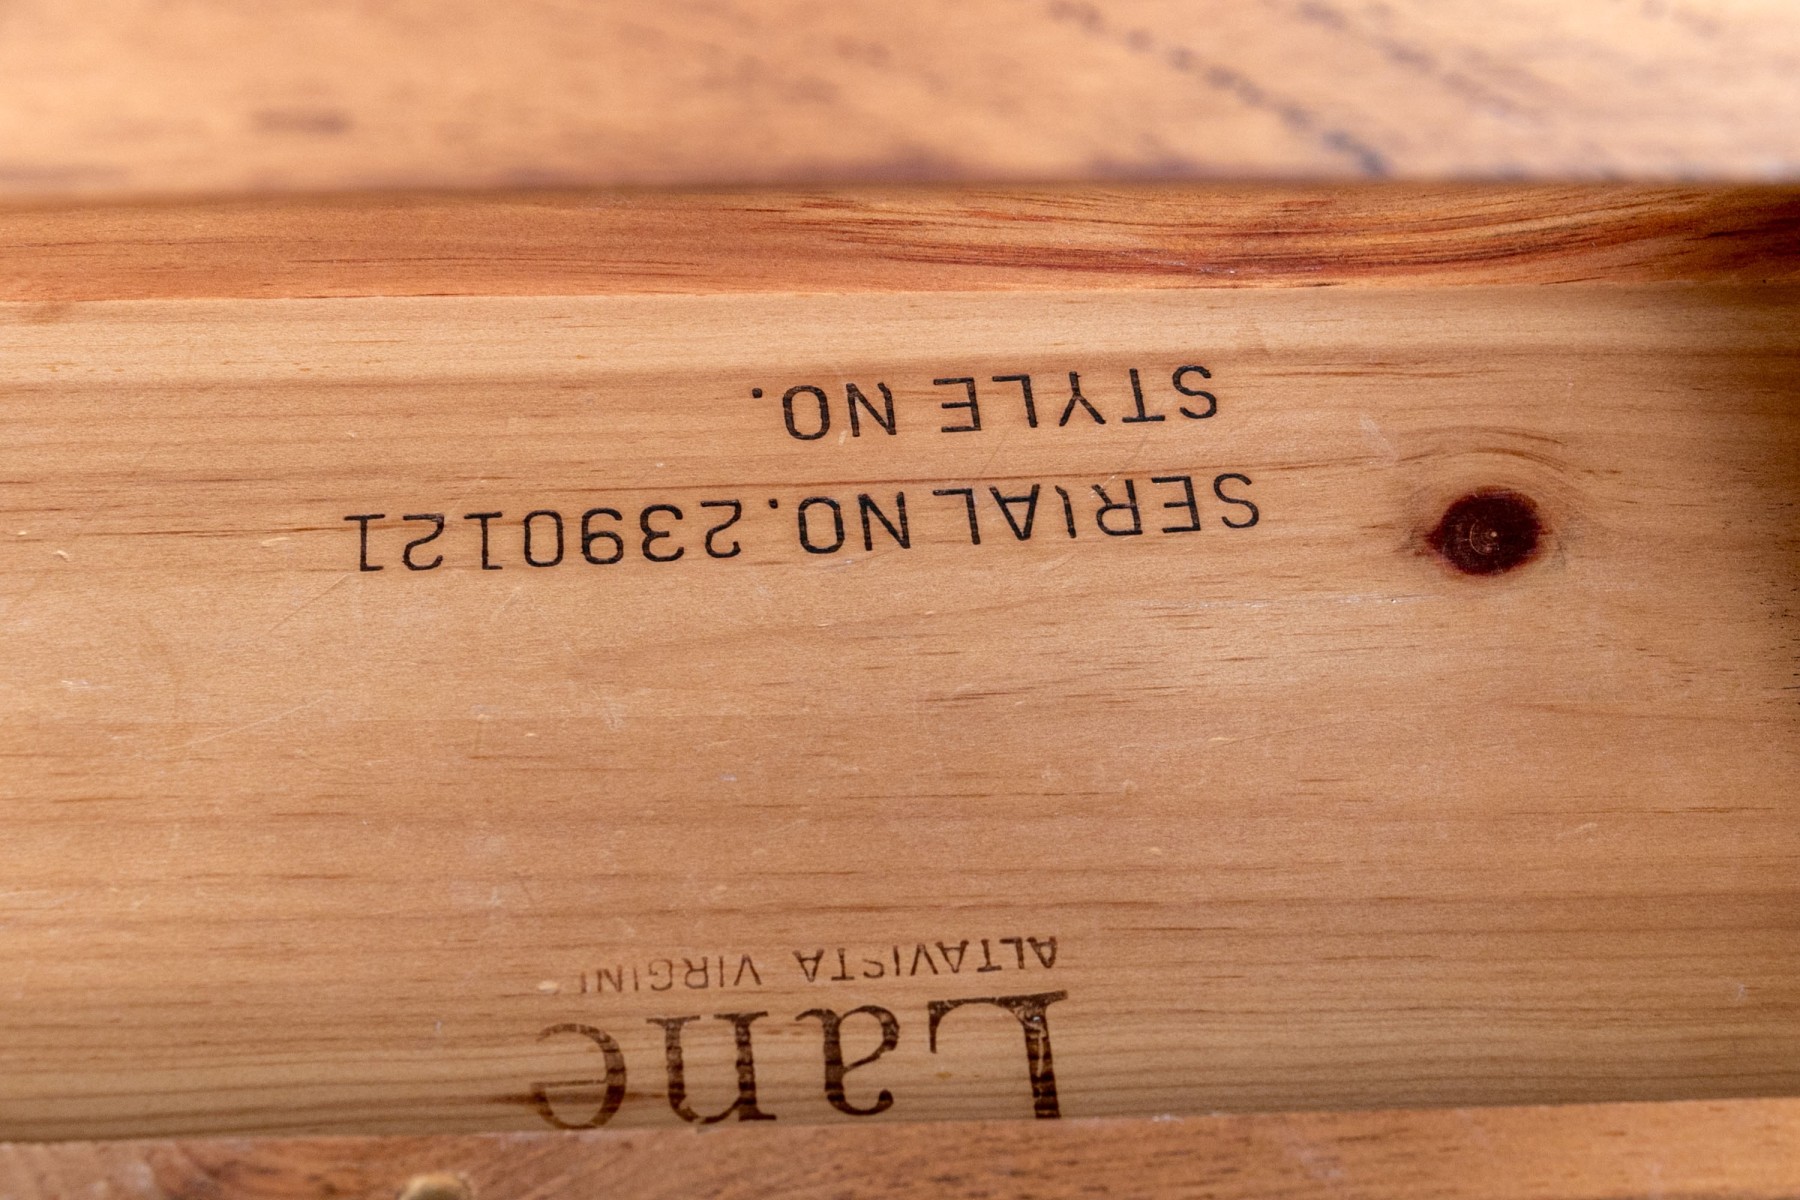 Lane
ALTAVISTA VIRGINI
SERIAL NO. 2390121
STYLE NO.